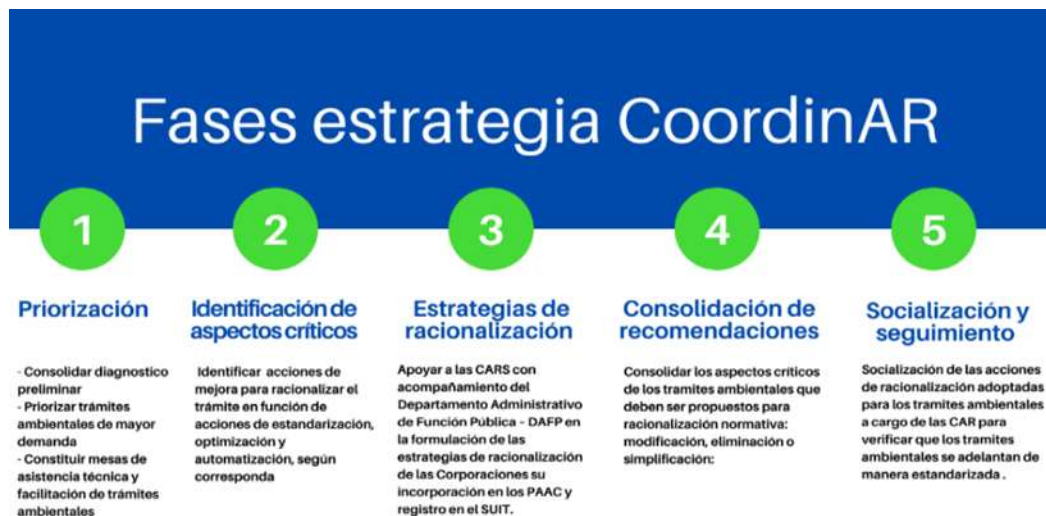 Fases estrategia CoordinAR
1
2
3
4
5
Priorización
- Consolidar diagnostico
preliminar
- Priorizar trámites
ambientales de mayor
demanda
- Constituir mesas de
asistencia técnica y
facilitación de trámites
ambientales
Identificación de
aspectos críticos
Identificar acciones de
mejora para racionalizar el
trámite en función de
acciones de estandarización,
optimización y
automatización, según
corresponda
Estrategias de
racionalización
Apoyar a las CARS con
acompañamiento del
Departamento Administrativo
de Función Pública - DAFP en
la formulación de las
estrategias de racionalización
de las Corporaciones su
incorporación en los PAAC y
registro en el SUIT.
Consolidación de
recomendaciones
Consolidar los aspectos críticos
de los tramites ambientales que
deben ser propuestos para
racionalización normativa:
modificación, eliminación o
simplificación:
Socialización y
seguimiento
Socialización de las acciones
de racionalización adoptadas
para los tramites ambientales
a cargo de las CAR para
verificar que los tramites
ambientales se adelantan de
manera estandarizada .